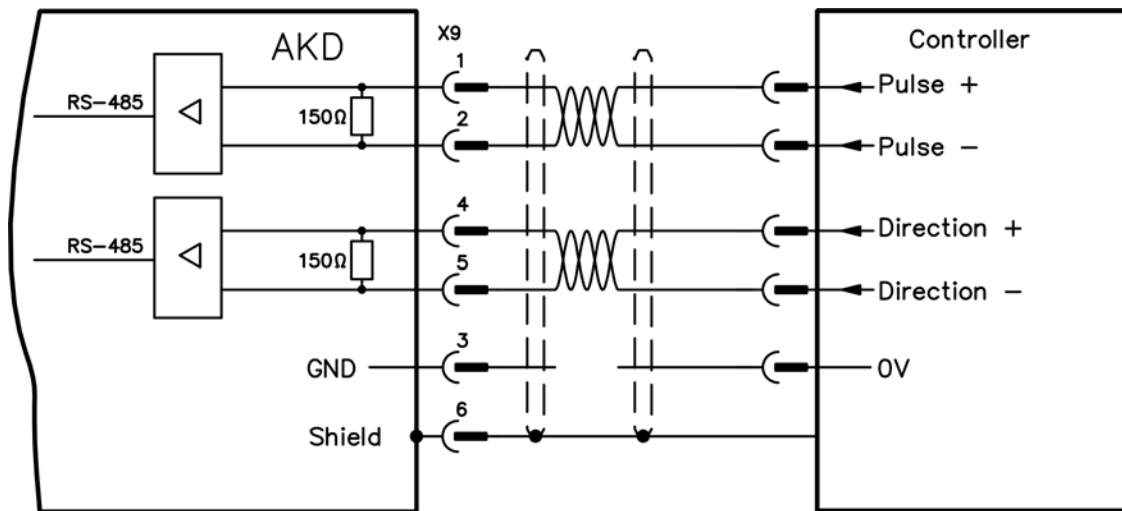 AKD
X9
Controller
1
Pulse +
RS-485
150Ω
2
Pulse -
4
Direction +
RS-485
150Ω
5
Direction -
3
GND
0V
6
Shield